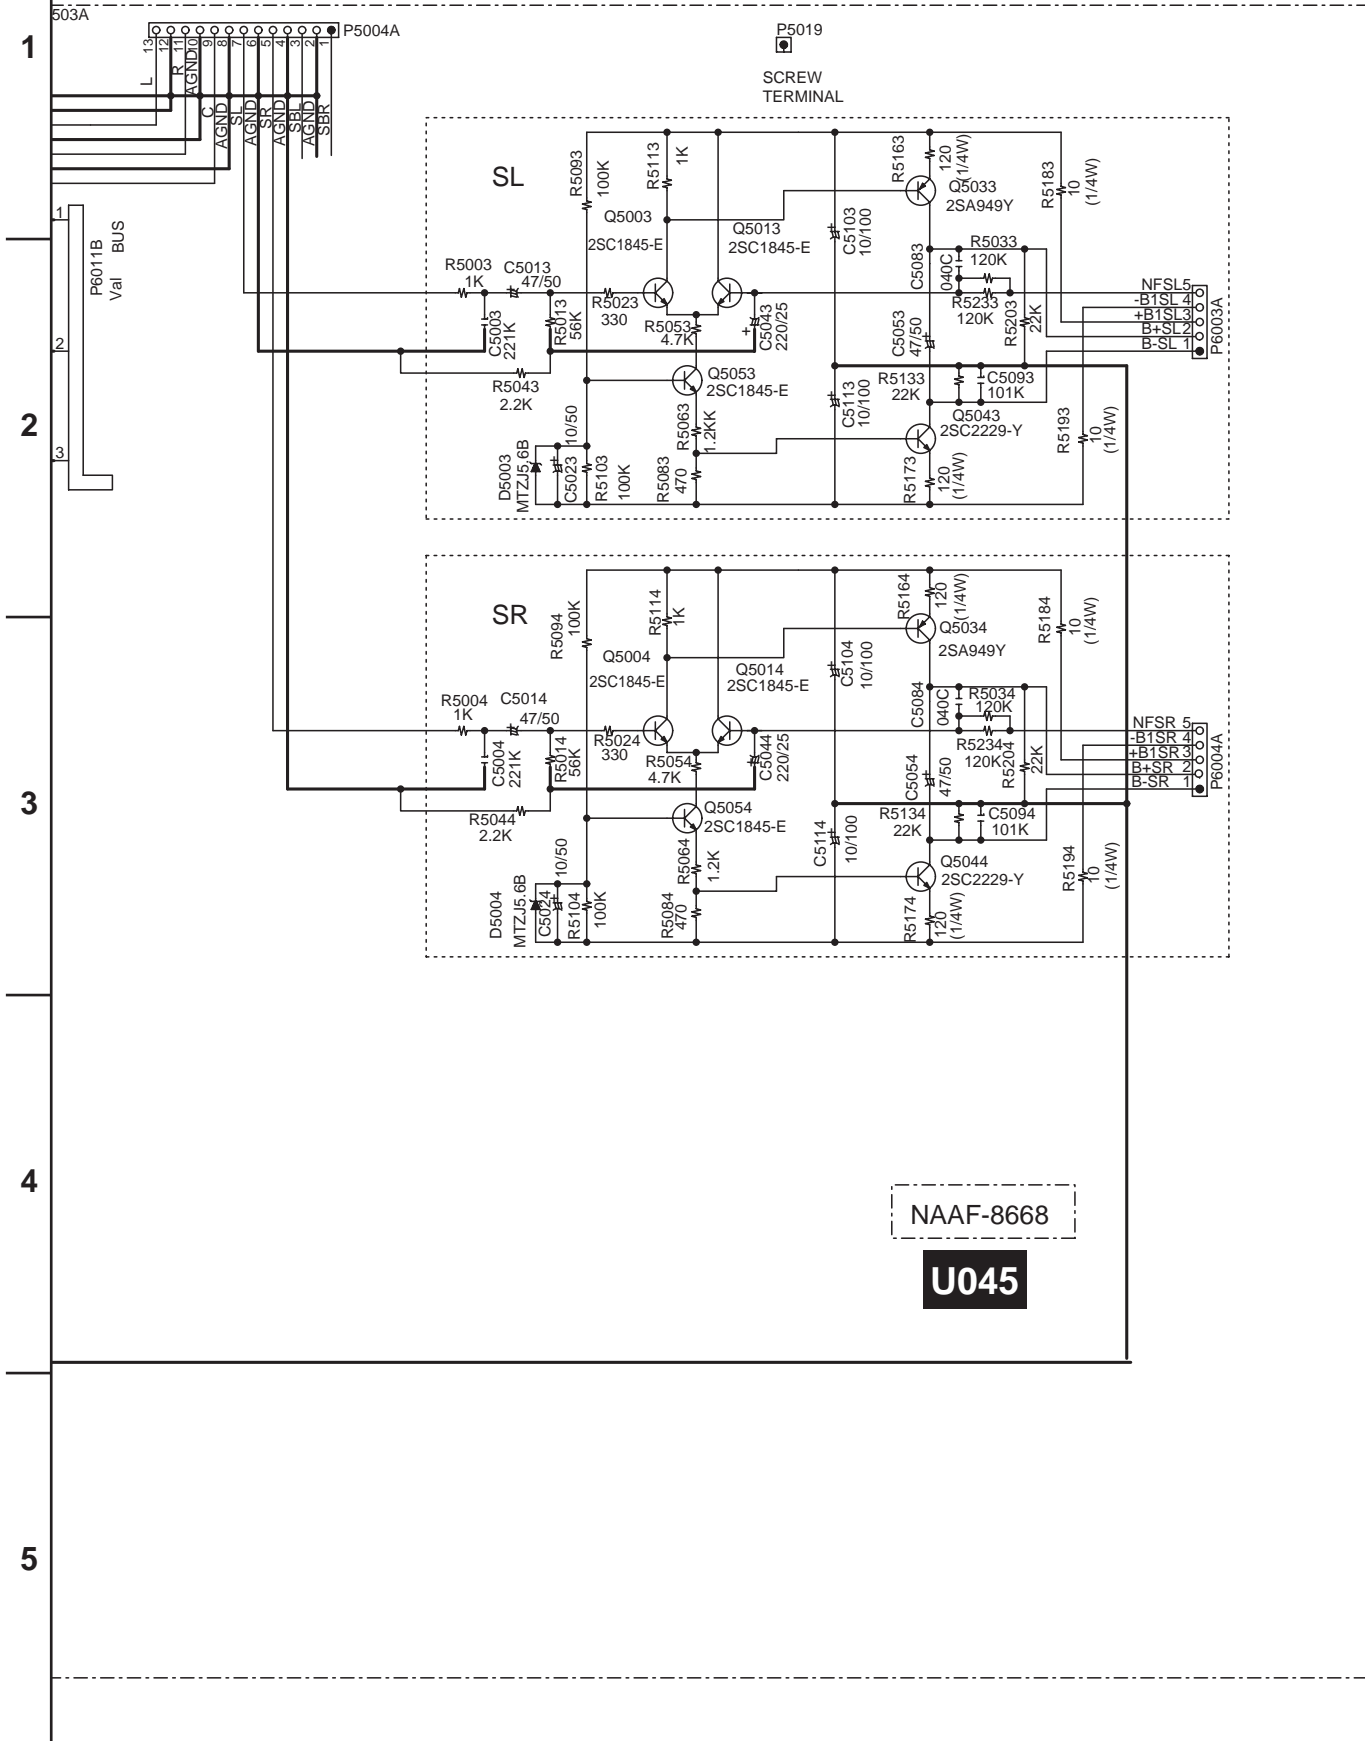 503A
P5004A
1
13
12
11
10
9
8
7
6
5
4
3
2
1
L
R
AGND
C
AGND
SL
AGND
SR
AGND
SBL
AGND
SBR
P5019
SCREW
TERMINAL
SL
R5093
100K
R5113
1K
Q5003
2SC1845-E
Q5013
2SC1845-E
C5103
10/100
R5163
120
(1/4W)
Q5033
2SA949Y
R5183
10
(1/4W)
1
P6011B
Val BUS
2
3
R5003
1K
C5013
47/50
C5003
221K
R5013
56K
R5023
330
R5053
4.7K
C5043
220/25
C5083
040C
R5033
120K
R5233
120K
R5203
22K
C5053
47/50
NFSL5
-B1SL 4
+B1SL3
B+SL2
B-SL 1
P6003A
R5043
2.2K
Q5053
2SC1845-E
C5113
10/100
R5133
22K
C5093
101K
Q5043
2SC2229-Y
R5193
10
(1/4W)
2
D5003
MTZJ5,6B
C5023
10/50
R5103
100K
R5063
1.2KK
R5083
470
R5173
120
(1/4W)
SR
R5094
100K
R5114
1K
Q5004
2SC1845-E
Q5014
2SC1845-E
C5104
10/100
R5164
120
(1/4W)
Q5034
2SA949Y
R5184
10
(1/4W)
R5004
1K
C5014
47/50
C5004
221K
R5014
56K
R5024
330
R5054
4.7K
C5044
220/25
C5084
040C
R5034
120K
R5234
120K
R5204
22K
C5054
47/50
NFSR 5
-B1SR 4
+B1SR 3
B+SR 2
B-SR 1
P6004A
3
R5044
2.2K
Q5054
2SC1845-E
C5114
10/100
R5134
22K
C5094
101K
Q5044
2SC2229-Y
R5194
10
(1/4W)
D5004
MTZJ5.6B
C5024
10/50
R5104
100K
R5064
1.2K
R5084
470
R5174
120
(1/4W)
4
NAAF-8668
U045
5